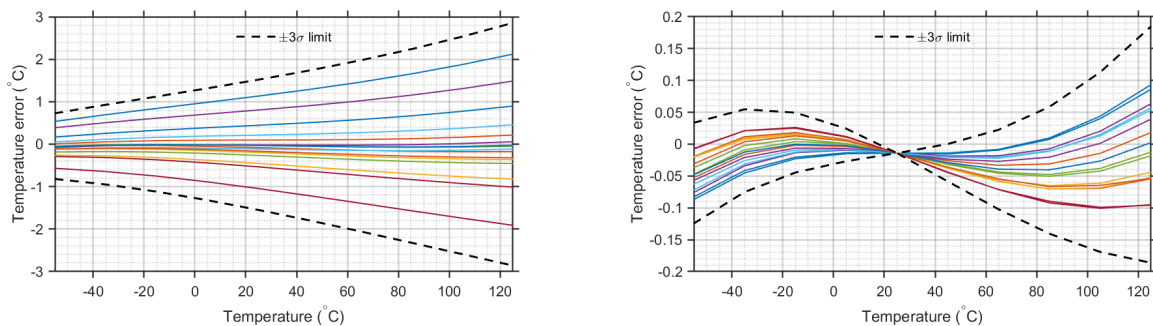 3
2
1
0
-1
-2
-3
±3σ limit
-40 -20 0 20 40 60 80 100 120
Temperature (°C)
Temperature error (°C)
0.2
0.15
0.1
0.05
0
-0.05
-0.1
-0.15
-0.2
±3σ limit
-40 -20 0 20 40 60 80 100 120
Temperature (°C)
Temperature error (°C)